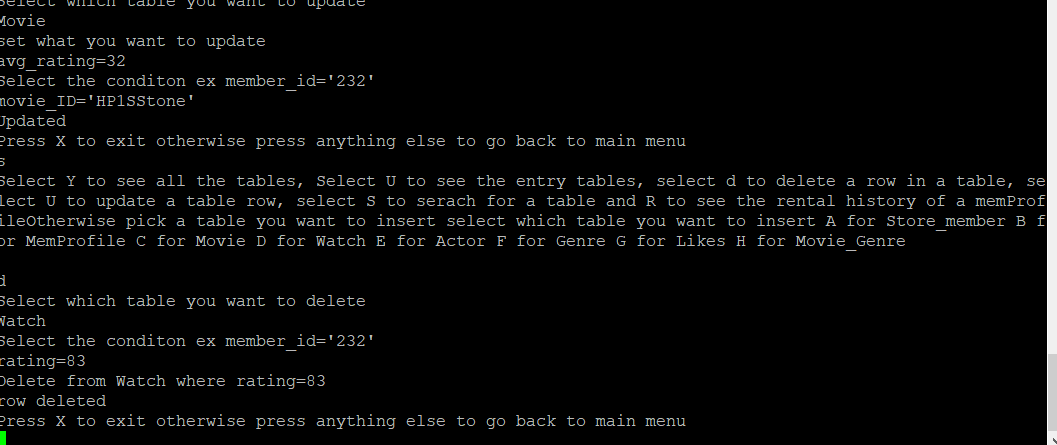 Select which table you want to update
Movie
set what you want to update
avg_rating=32
Select the conditon ex member_id='232'
movie_ID='HP1SStone'
Updated
Press X to exit otherwise press anything else to go back to main menu
s
Select Y to see all the tables, Select U to see the entry tables, select d to delete a row in a table, se
lect U to update a table row, select S to serach for a table and R to see the rental history of a memProf
ileOtherwise pick a table you want to insert select which table you want to insert A for Store_member B f
or MemProfile C for Movie D for Watch E for Actor F for Genre G for Likes H for Movie_Genre
d
Select which table you want to delete
Watch
Select the conditon ex member_id='232'
rating=83
Delete from Watch where rating=83
row deleted
Press X to exit otherwise press anything else to go back to main menu